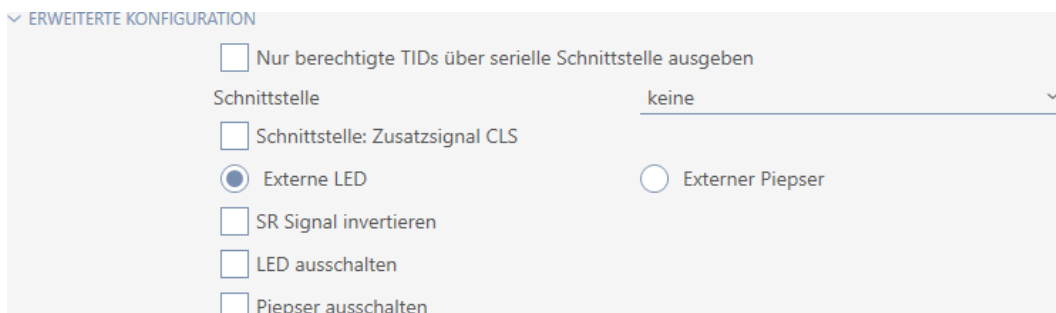 ERWEITERTE KONFIGURATION
Nur berechtigte TIDs über serielle Schnittstelle ausgeben
Schnittstelle keine
Schnittstelle: Zusatzsignal CLS
Externe LED Externer Piepser
SR Signal invertieren
LED ausschalten
Piepser ausschalten